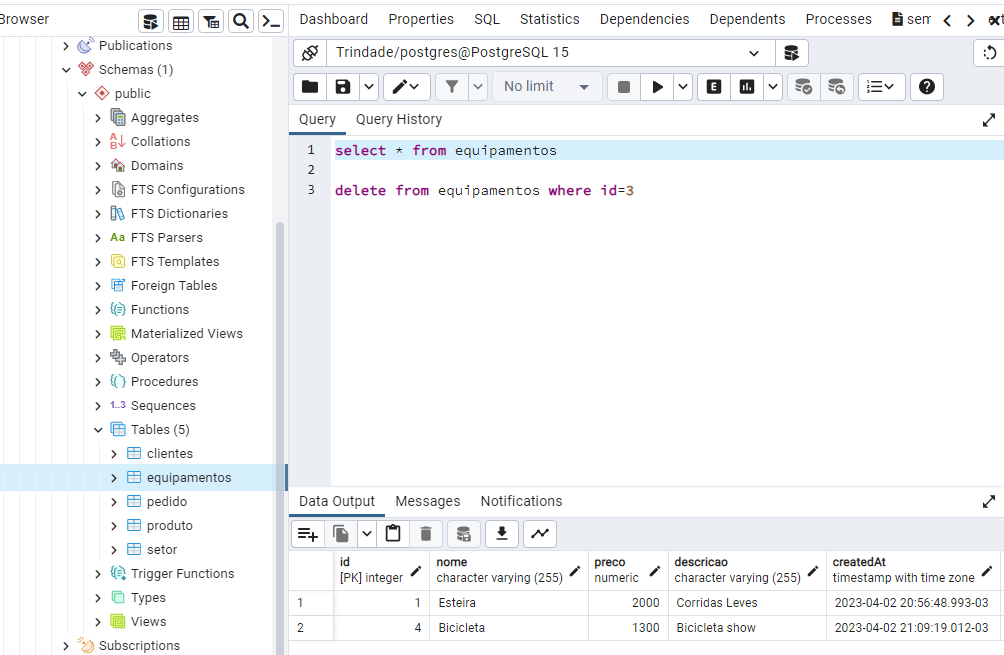 Browser
Dashboard Properties SQL Statistics Dependencies Dependents Processes sem
Publications
Schemas (1)
public
Aggregates
Collations
Domains
FTS Configurations
FTS Dictionaries
FTS Parsers
FTS Templates
Foreign Tables
Functions
Materialized Views
Operators
Procedures
1..3 Sequences
Tables (5)
clientes
equipamentos
pedido
produto
setor
Trigger Functions
Types
Views
Subscriptions
Trindade/postgres@PostgreSQL 15
No limit
Query Query History
1 select * from equipamentos
2
3 delete from equipamentos where id=3
Data Output Messages Notifications
id nome preco descricao createdAt
[PK] integer character varying (255) numeric character varying (255) timestamp with time zone
1 1 Esteira 2000 Corridas Leves 2023-04-02 20:56:48.993-03
2 4 Bicicleta 1300 Bicicleta show 2023-04-02 21:09:19.012-03